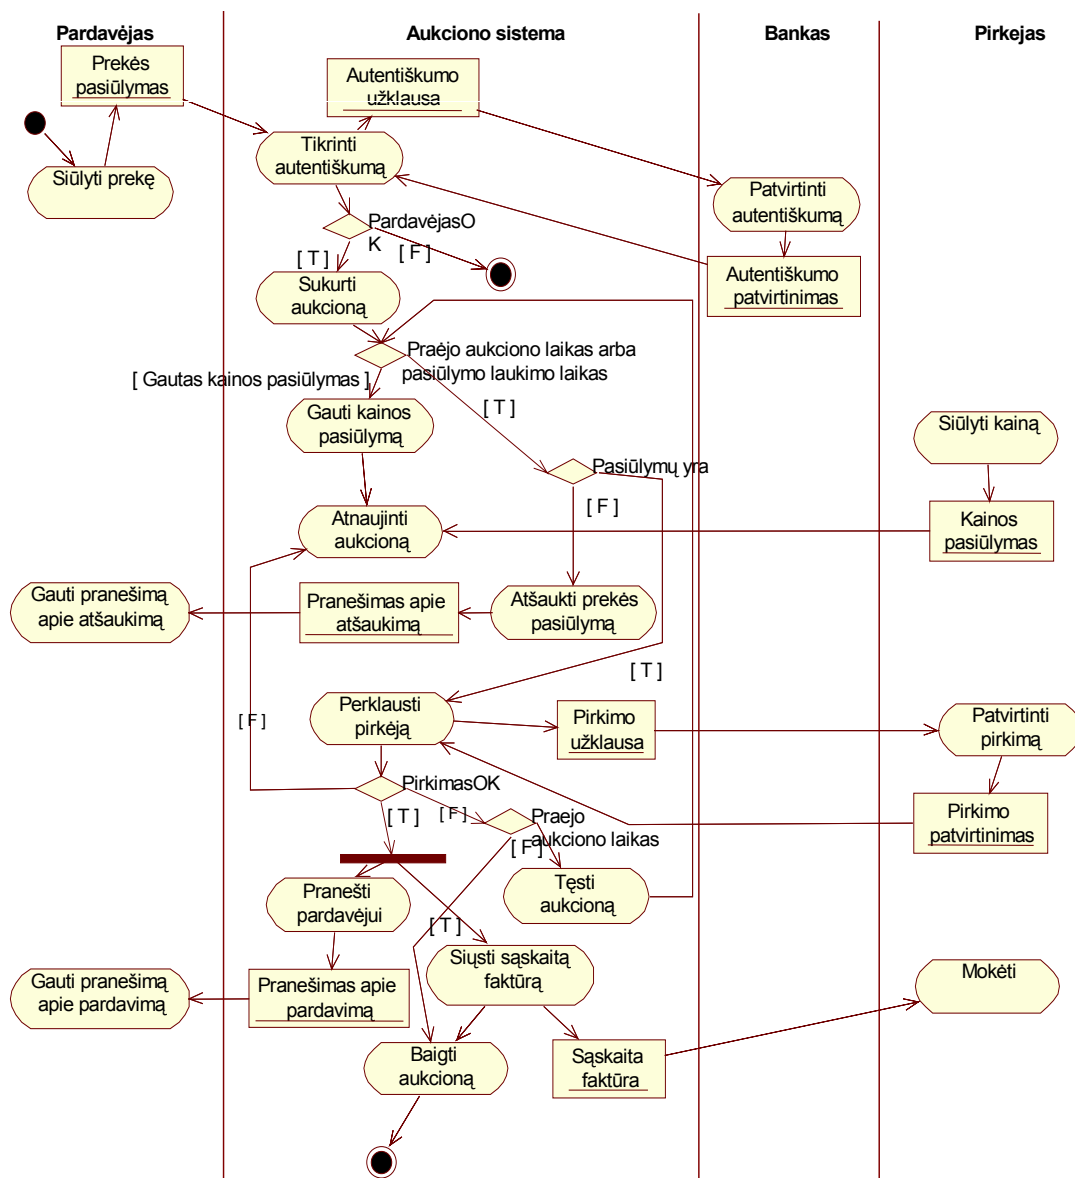 Pardavėjas
Aukciono sistema
Bankas
Pirkejas
Prekės
pasiūlymas
Autentiškumo
užklausa
Tikrinti
autentiškumą
Siūlyti prekę
Patvirtinti
autentiškumą
PardavėjasO
K
[ T ]
[ F ]
Sukurti
aukcioną
Autentiškumo
patvirtinimas
Praėjo aukciono laikas arba
pasiūlymo laukimo laikas
[ Gautas kainos pasiūlymas ]
[ T ]
Gauti kainos
pasiūlymą
Siūlyti kainą
Pasiūlymų yra
[ F ]
Atnaujinti
aukcioną
Kainos
pasiūlymas
Gauti pranešimą
apie atšaukimą
Pranešimas apie
atšaukimą
Atšaukti prekės
pasiūlymą
[ T ]
Perklausti
pirkėją
Pirkimo
užklausa
Patvirtinti
pirkimą
[ F ]
PirkimasOK
[ T ]
[ F ]
Praejo
aukciono laikas
[ F ]
Pirkimo
patvirtinimas
Pranešti
pardavėjui
Tęsti
aukcioną
[ T ]
Siųsti sąskaitą
faktūrą
Gauti pranešimą
apie pardavimą
Pranešimas apie
pardavimą
Mokėti
Baigti
aukcioną
Sąskaita
faktūra